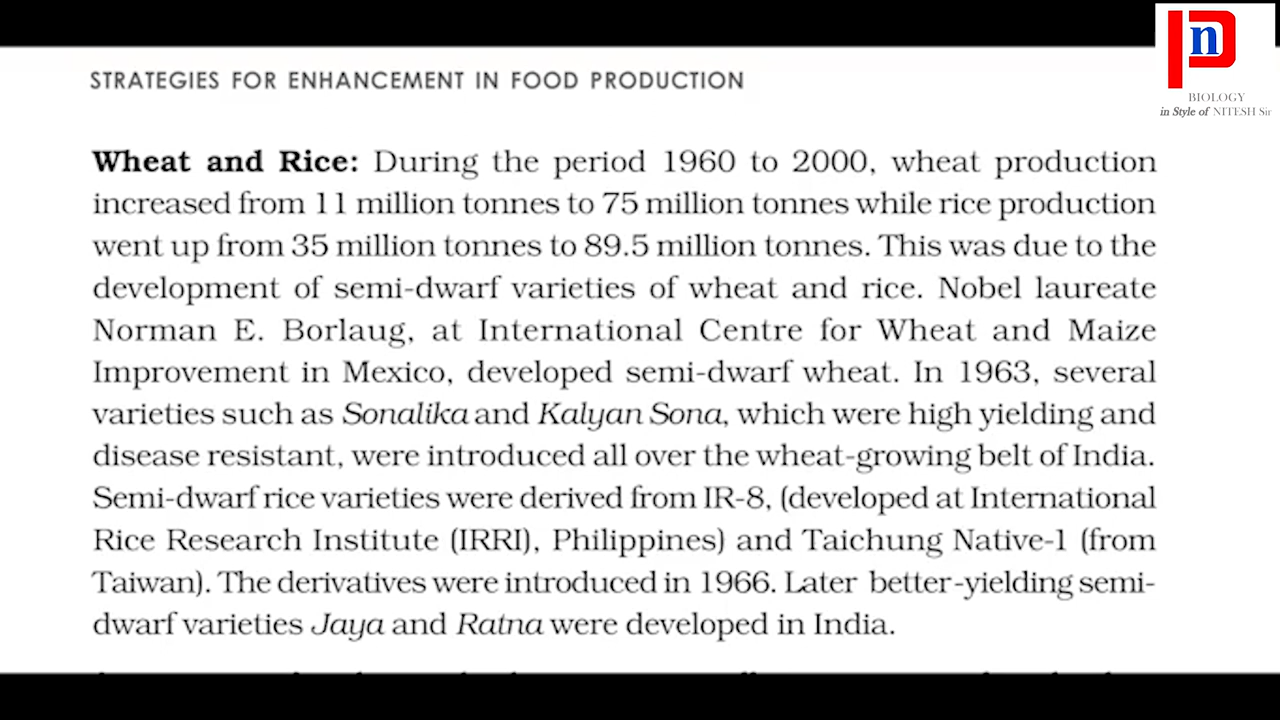 n
BIOLOGY
in Style of NITESH Sir
STRATEGIES FOR ENHANCEMENT IN FOOD PRODUCTION
Wheat and Rice: During the period 1960 to 2000, wheat production
increased from 11 million tonnes to 75 million tonnes while rice production
went up from 35 million tonnes to 89.5 million tonnes. This was due to the
development of semi-dwarf varieties of wheat and rice. Nobel laureate
Norman E. Borlaug, at International Centre for Wheat and Maize
Improvement in Mexico, developed semi-dwarf wheat. In 1963, several
varieties such as Sonalika and Kalyan Sona, which were high yielding and
disease resistant, were introduced all over the wheat-growing belt of India.
Semi-dwarf rice varieties were derived from IR-8, (developed at International
Rice Research Institute (IRRI), Philippines) and Taichung Native-1 (from
Taiwan). The derivatives were introduced in 1966. Later better-yielding semi-
dwarf varieties Jaya and Ratna were developed in India.